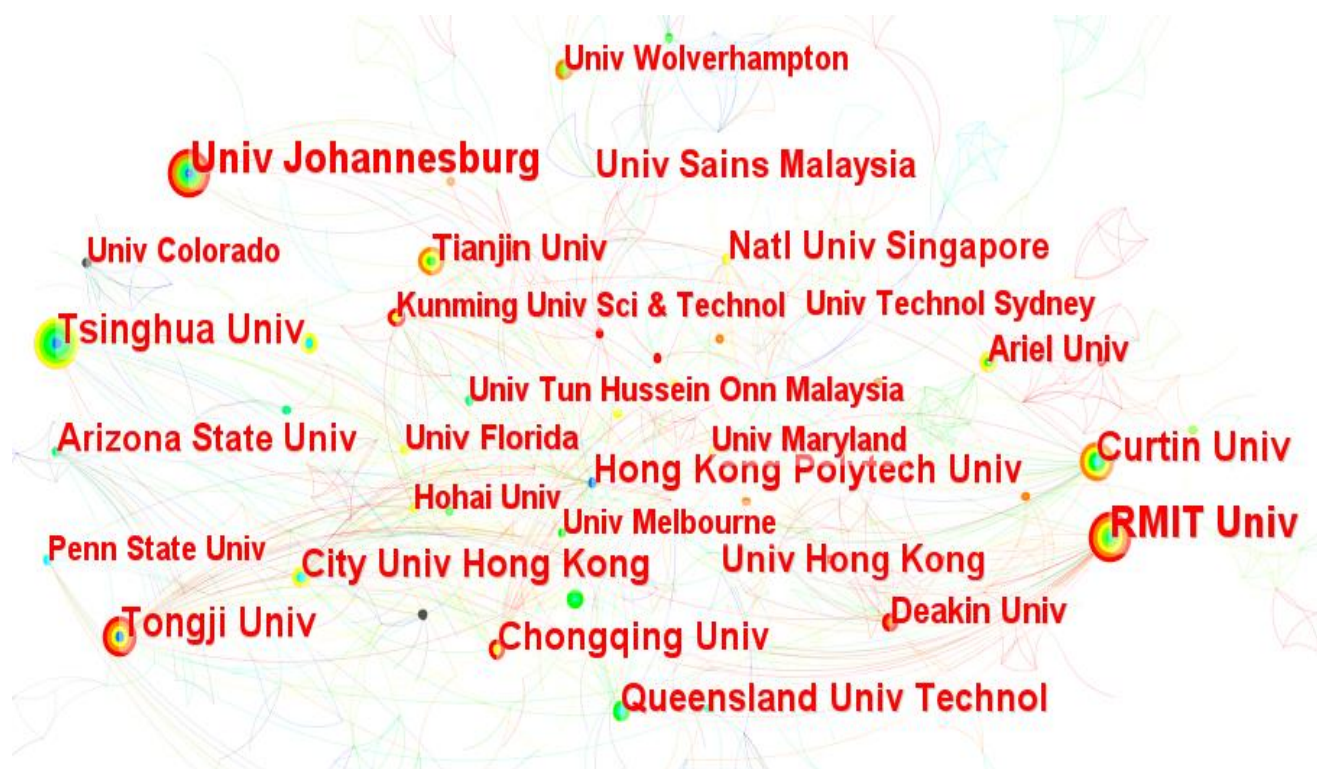 Univ Wolverhampton
Univ Johannesburg
Univ Sains Malaysia
Univ Colorado
Tianjin Univ
Natl Univ Singapore
Kunming Univ Sci & Technol
Univ Technol Sydney
Tsinghua Univ
Ariel Univ
Univ Tun Hussein Onn Malaysia
Arizona State Univ
Univ Florida
Univ Maryland
Curtin Univ
Hong Kong Polytech Univ
Hohai Univ
Univ Melbourne
RMIT Univ
Penn State Univ
City Univ Hong Kong
Univ Hong Kong
Tongji Univ
Deakin Univ
Chongqing Univ
Queensland Univ Technol